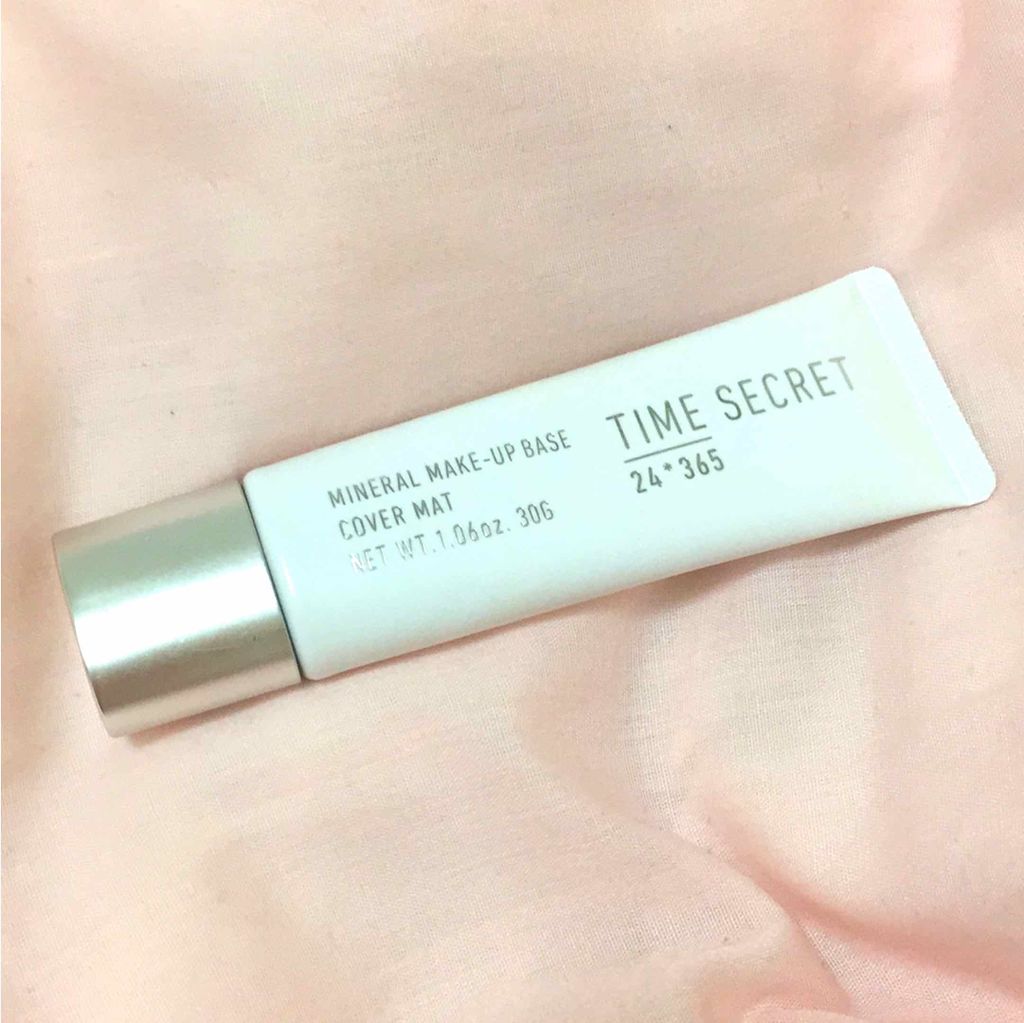 TIME SECRET
24*365
MINERAL MAKE-UP BASE
COVER MAT
NET WT.1.06oz. 30G